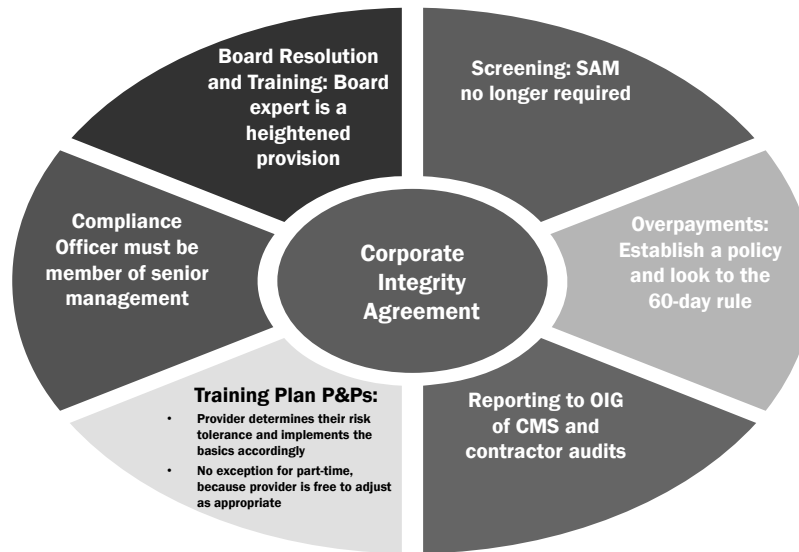 Board Resolution
and Training: Board
expert is a
heightened
provision
Screening: SAM
no longer required
Compliance
Officer must be
member of senior
management
Corporate
Integrity
Agreement
Overpayments:
Establish a policy
and look to the
60-day rule
Training Plan P&Ps:
• Provider determines their risk
tolerance and implements the
basics accordingly
• No exception for part-time,
because provider is free to adjust
as appropriate
Reporting to OIG
of CMS and
contractor audits